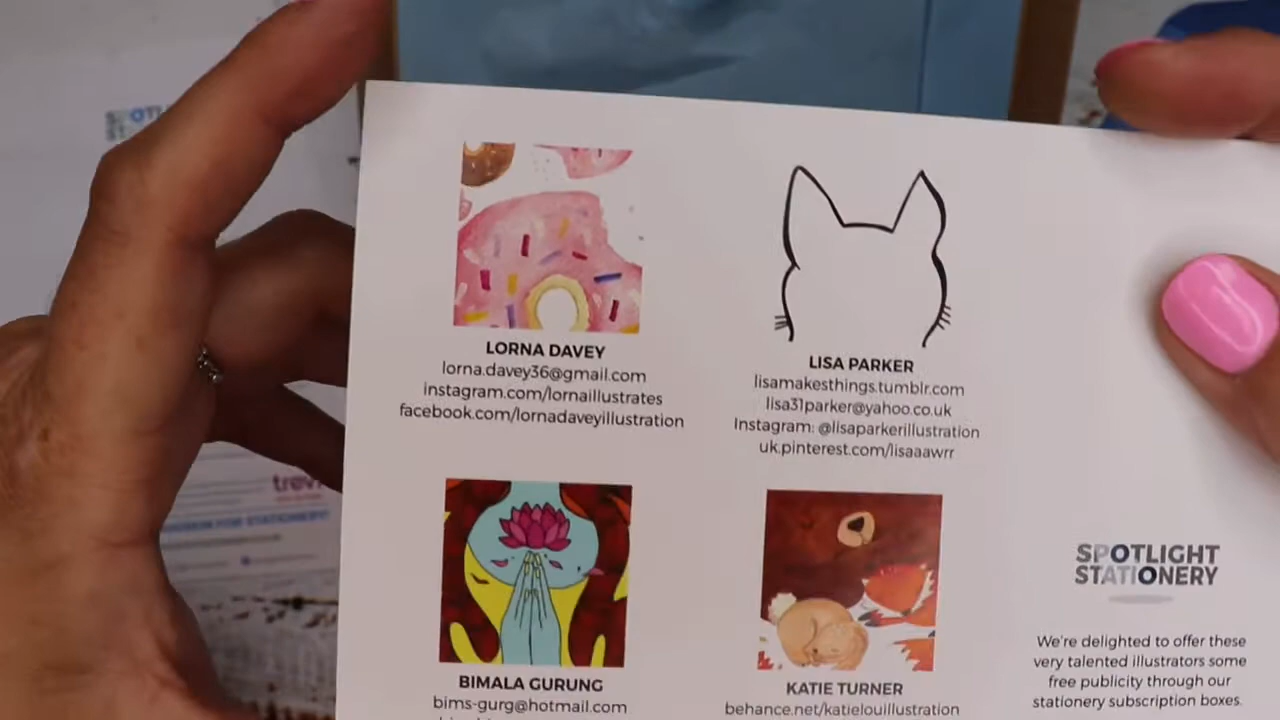 LORNA DAVEY
lorna.davey36@gmail.com
instagram.com/lornaillustrates
facebook.com/lornadaveyillustration
LISA PARKER
lisamakesthings.tumblr.com
lisa31parker@yahoo.co.uk
Instagram: @lisaparkerillustration
uk.pinterest.com/lisaaawrr
BIMALA GURUNG
bims-gurg@hotmail.com
KATIE TURNER
behance.net/katielouillustration
SPOTLIGHT
STATIONERY
We're delighted to offer these
very talented illustrators some
free publicity through our
stationery subscription boxes.